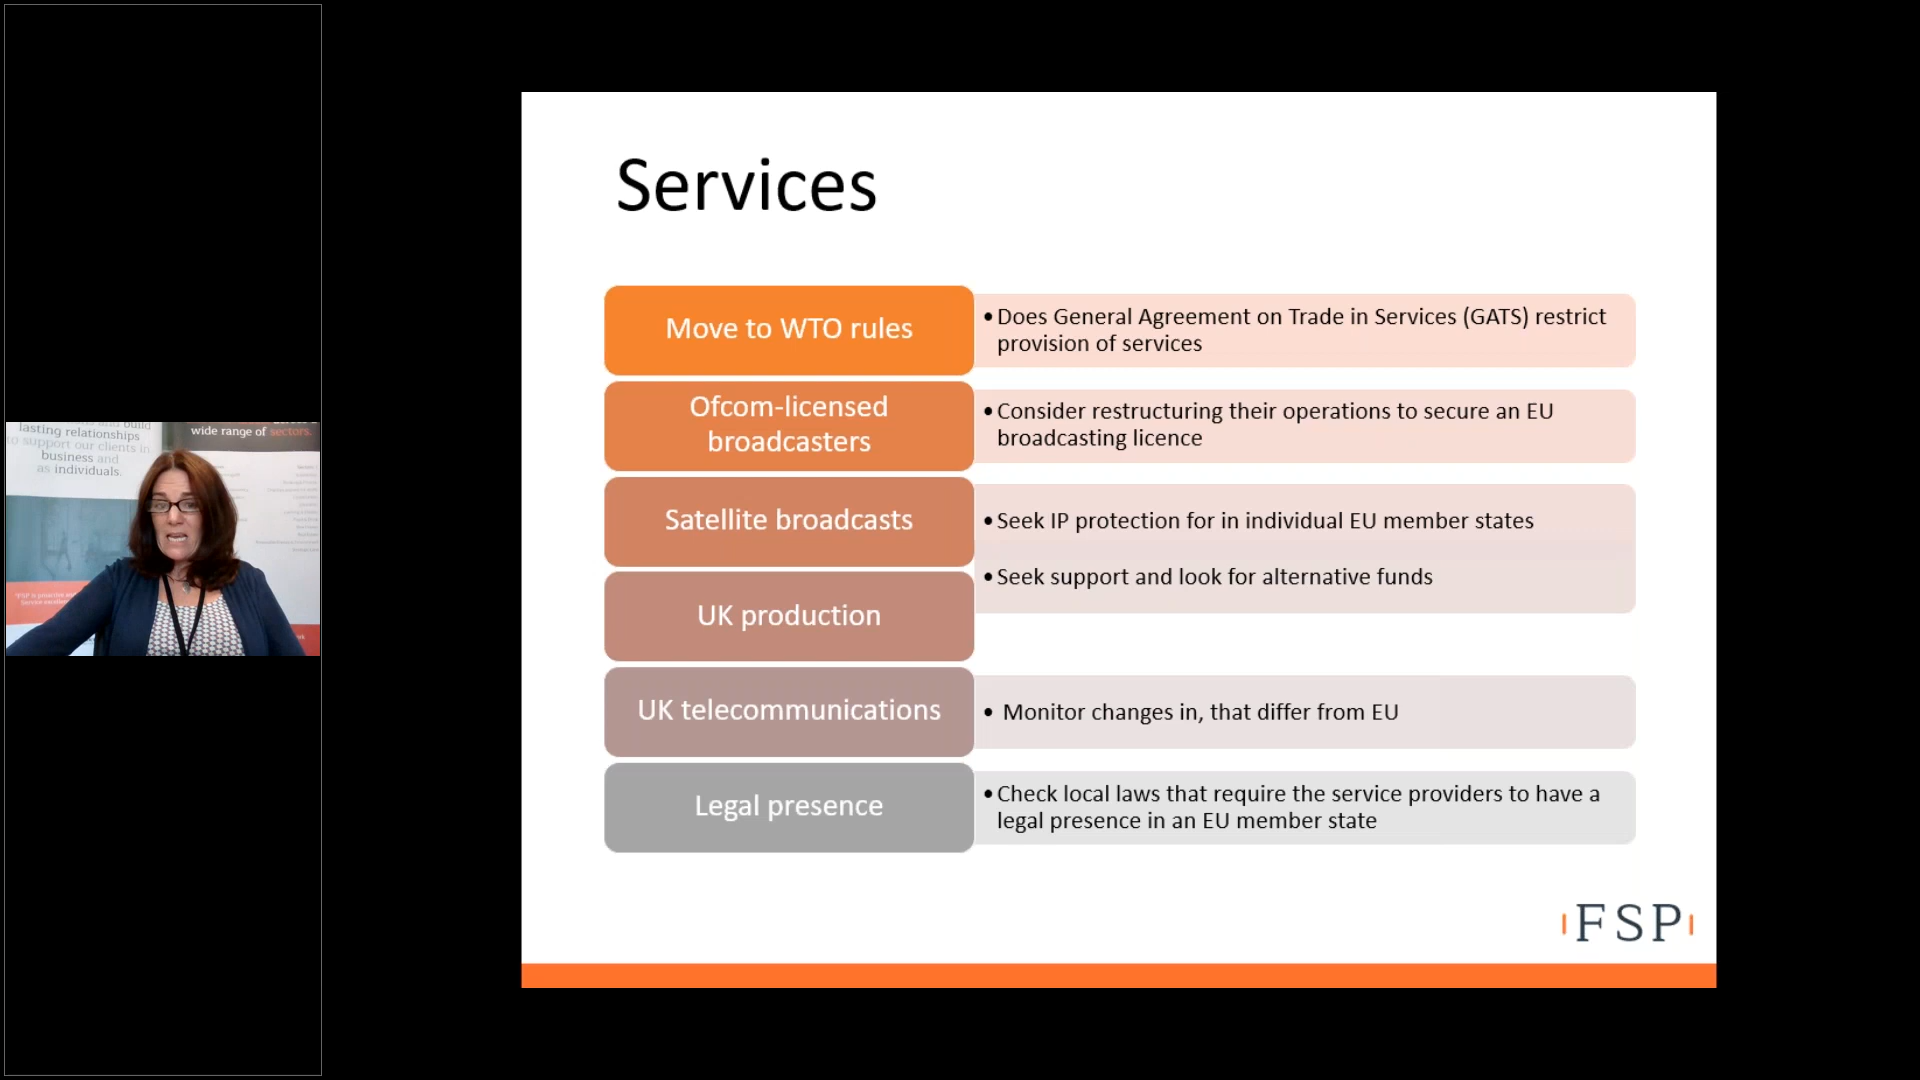 build
lasting relationships
to support our clients in
business and
as individuals.
wide range of sectors.
Services
Move to WTO rules
•Does General Agreement on Trade in Services (GATS) restrict
provision of services
Ofcom-licensed
broadcasters
•Consider restructuring their operations to secure an EU
broadcasting licence
Satellite broadcasts
•Seek IP protection for in individual EU member states
•Seek support and look for alternative funds
UK production
UK telecommunications
• Monitor changes in, that differ from EU
Legal presence
•Check local laws that require the service providers to have a
legal presence in an EU member state
FSP